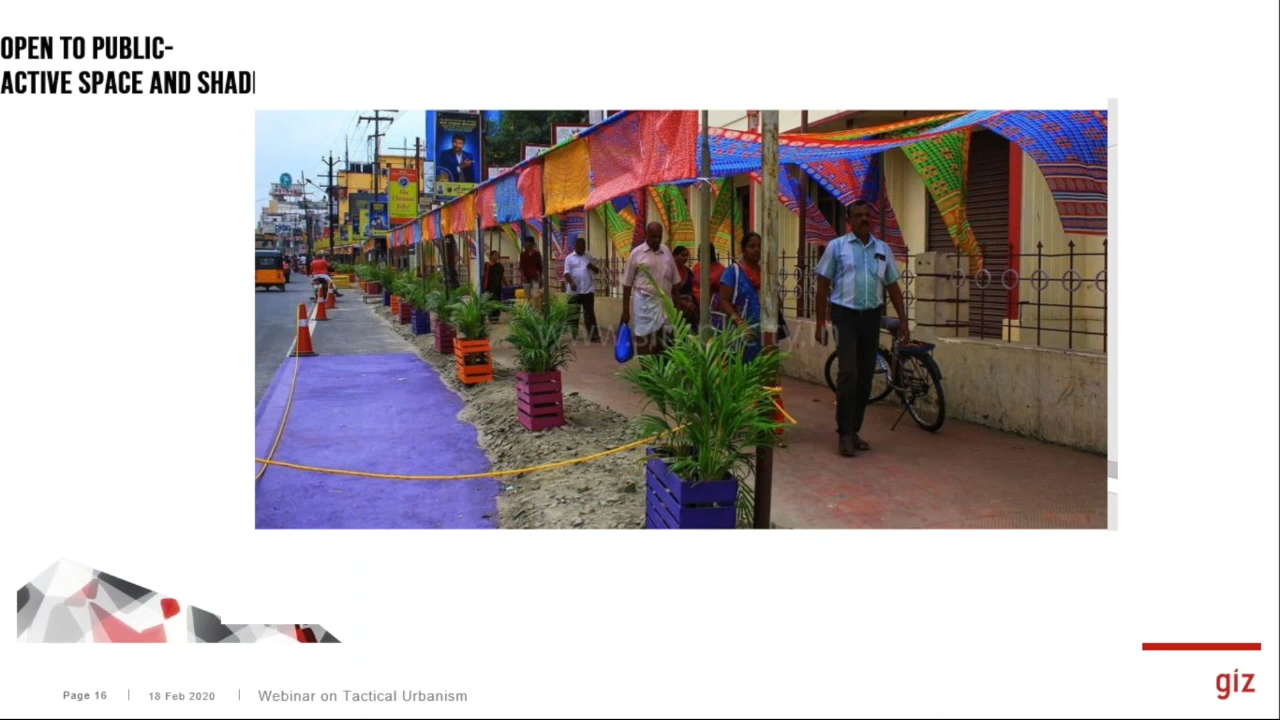 OPEN TO PUBLIC-
ACTIVE SPACE AND SHAD
Page 16 | 18 Feb 2020 | Webinar on Tactical Urbanism
giz